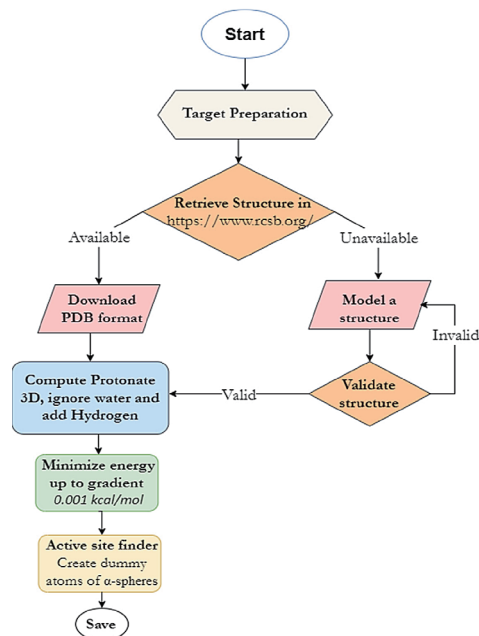 Start
Target Preparation
Retrieve Structure in
https://www.rcsb.org/
Available
Unavailable
Download
PDB format
Model a
structure
Invalid
Compute Protonate
3D, ignore water and
add Hydrogen
Valid
Validate
structure
Minimize energy
up to gradient
0.001 kcal/mol
Active site finder
Create dummy
atoms of α-spheres
Save